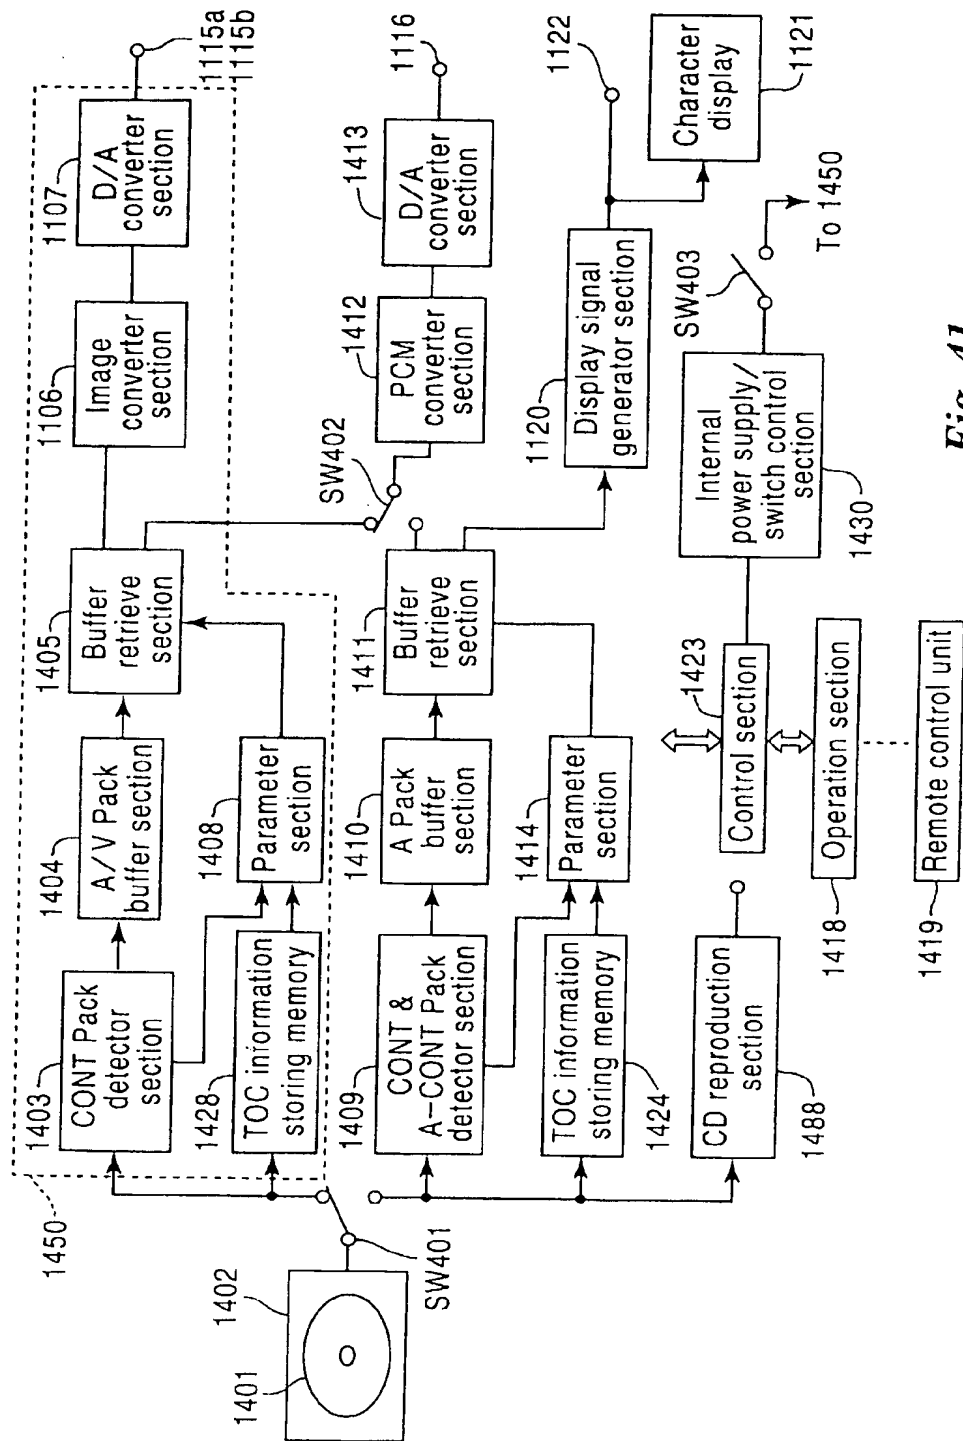 1450
1403
CONT Pack
detector
section
1404
A/V Pack
buffer section
1405
Buffer
retrieve
section
1106
Image
converter
section
1107
D/A
converter
section
1115a
1115b
1428
TOC information
storing memory
1408
Parameter
section
1402
1401
SW401
1409
CONT &
A-CONT Pack
detector section
1410
A Pack
buffer
section
1411
Buffer
retrieve
section
SW402
1412
PCM
converter
section
1413
D/A
converter
section
1116
1424
TOC information
storing memory
1414
Parameter
section
1120
Display signal
generator section
1122
Character
display
1121
1488
CD reproduction
section
1423
Control section
1430
Internal
power supply/
switch control
section
SW403
To 1450
1418
Operation section
1419
Remote control unit